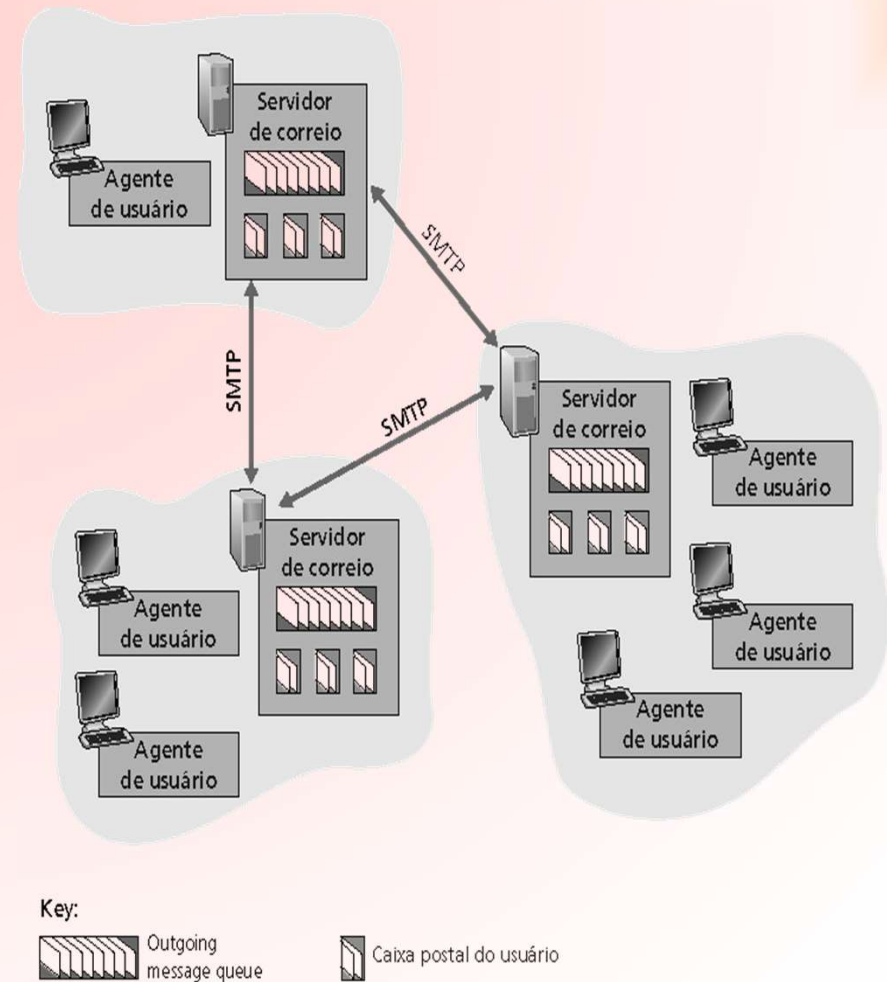 Servidor
de correio
Agente
de usuário
SMTP
SMTP
SMTP
Servidor
de correio
Agente
de usuário
Servidor
de correio
Agente
de usuário
Agente
de usuário
Agente
de usuário
Agente
de usuário
Key:
Outgoing
message queue
Caixa postal do usuário